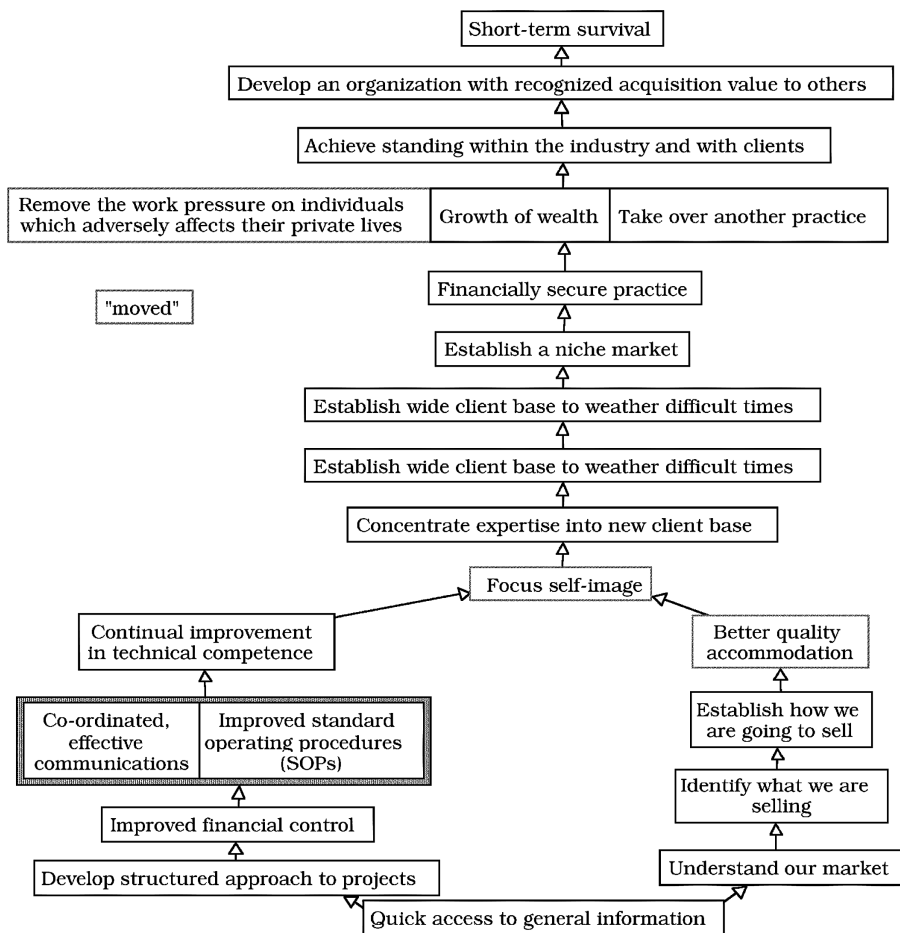 Short-term survival
Develop an organization with recognized acquisition value to others
Achieve standing within the industry and with clients
Remove the work pressure on individuals
which adversely affects their private lives
Growth of wealth
Take over another practice
Financially secure practice
"moved"
Establish a niche market
Establish wide client base to weather difficult times
Establish wide client base to weather difficult times
Concentrate expertise into new client base
Focus self-image
Continual improvement
in technical competence
Better quality
accommodation
Co-ordinated,
effective
communications
Improved standard
operating procedures
(SOPs)
Establish how we
are going to sell
Identify what we are
selling
Improved financial control
Understand our market
Develop structured approach to projects
Quick access to general information